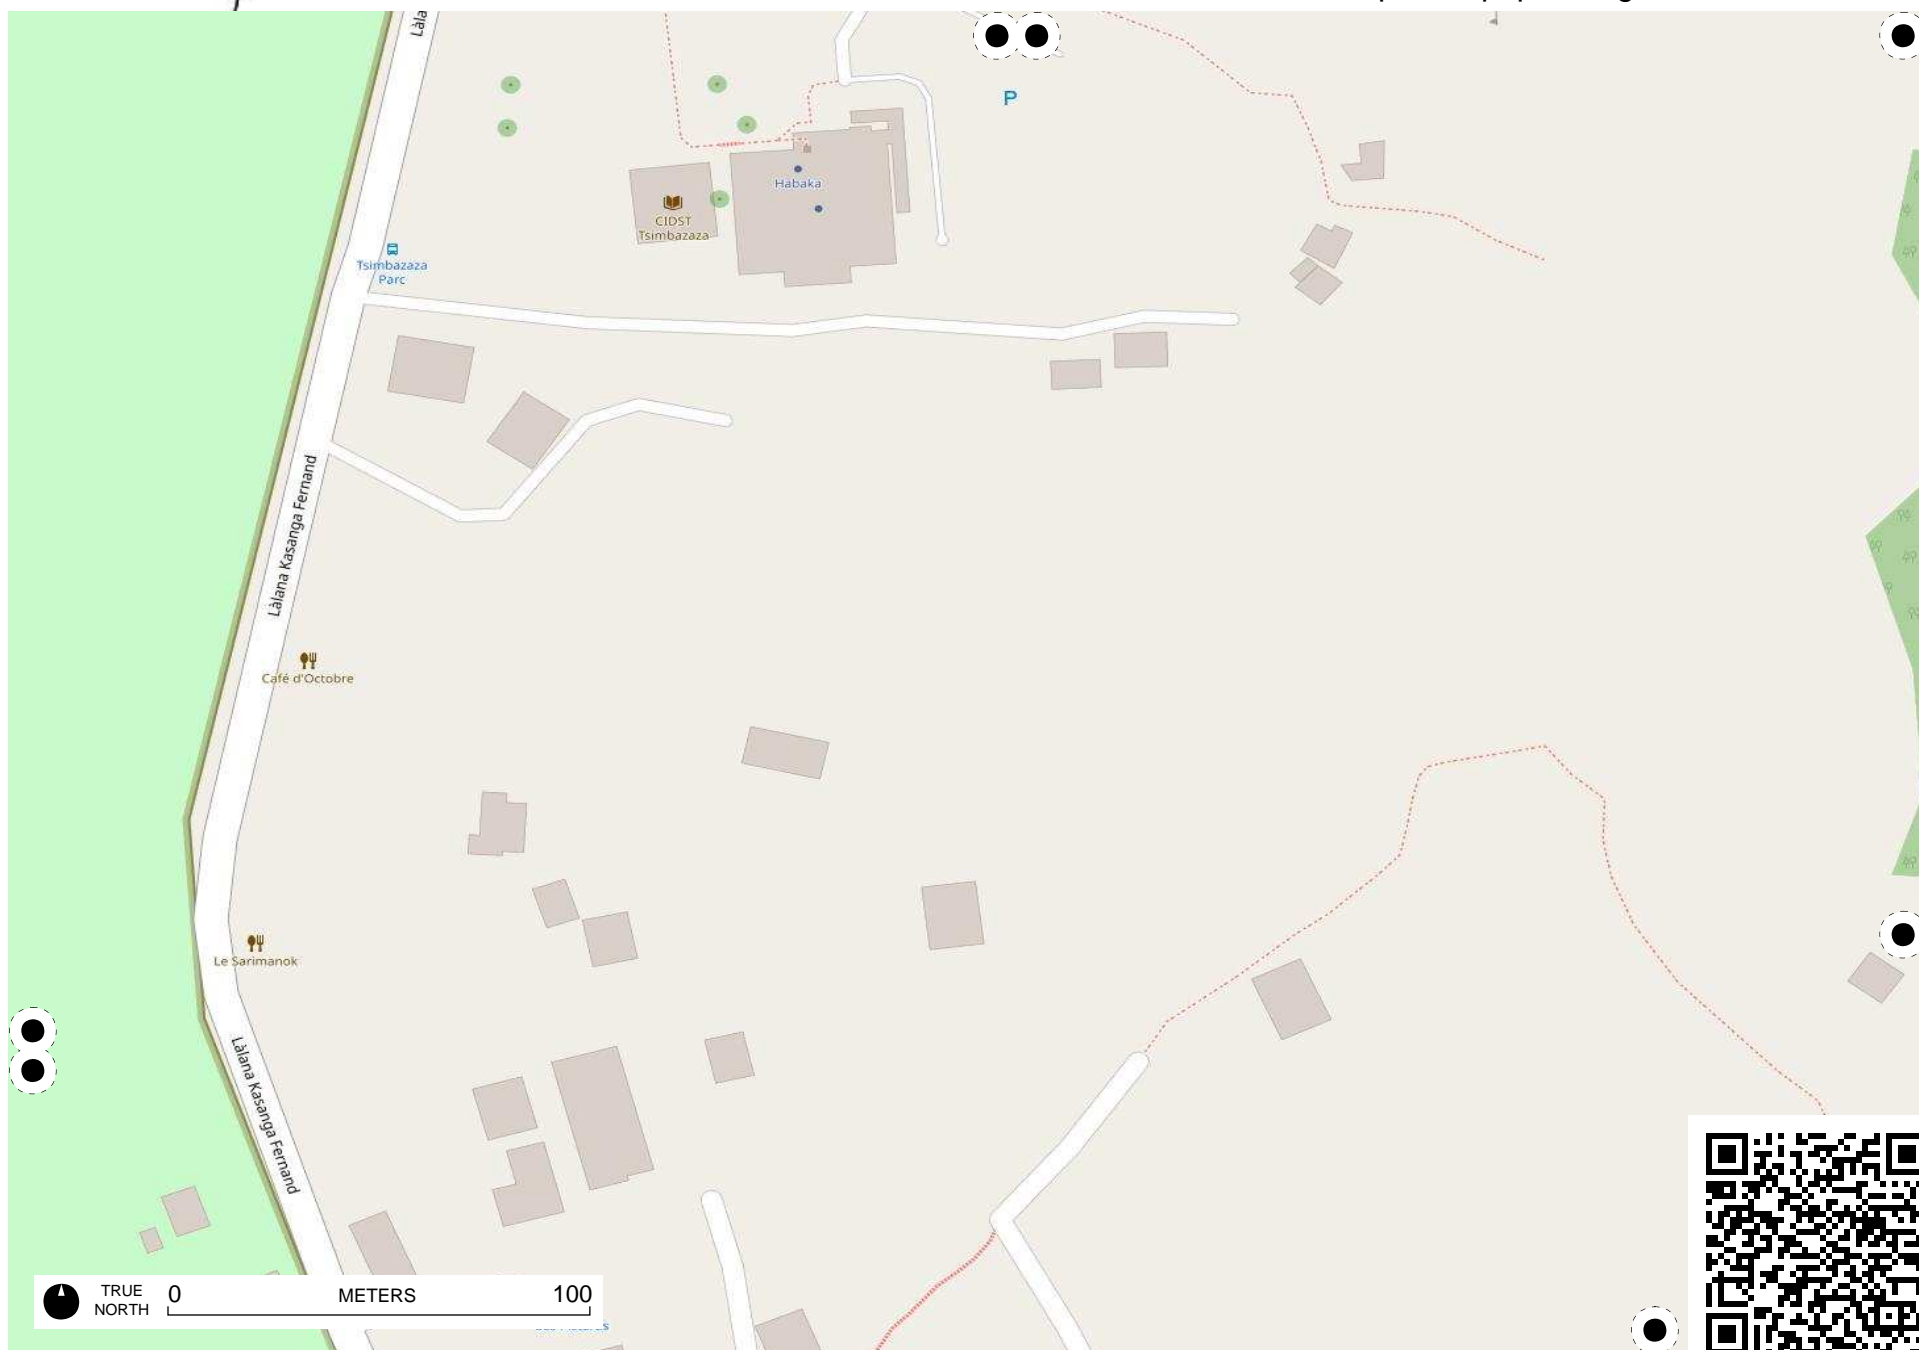 Làla
P
Habaka
CIDST
Tsimbazaza
Tsimbazaza
Parc
Làlana Kasanga Fernand
Café d'Octobre
Le Sarimanok
Làlana Kasanga Fernand
TRUE
NORTH
0
METERS
100